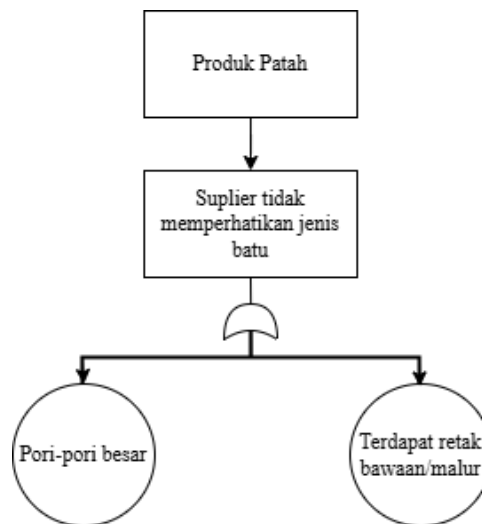 Produk Patah
Suplier tidak
memperhatikan jenis
batu
Pori-pori besar
Terdapat retak
bawaan/malur